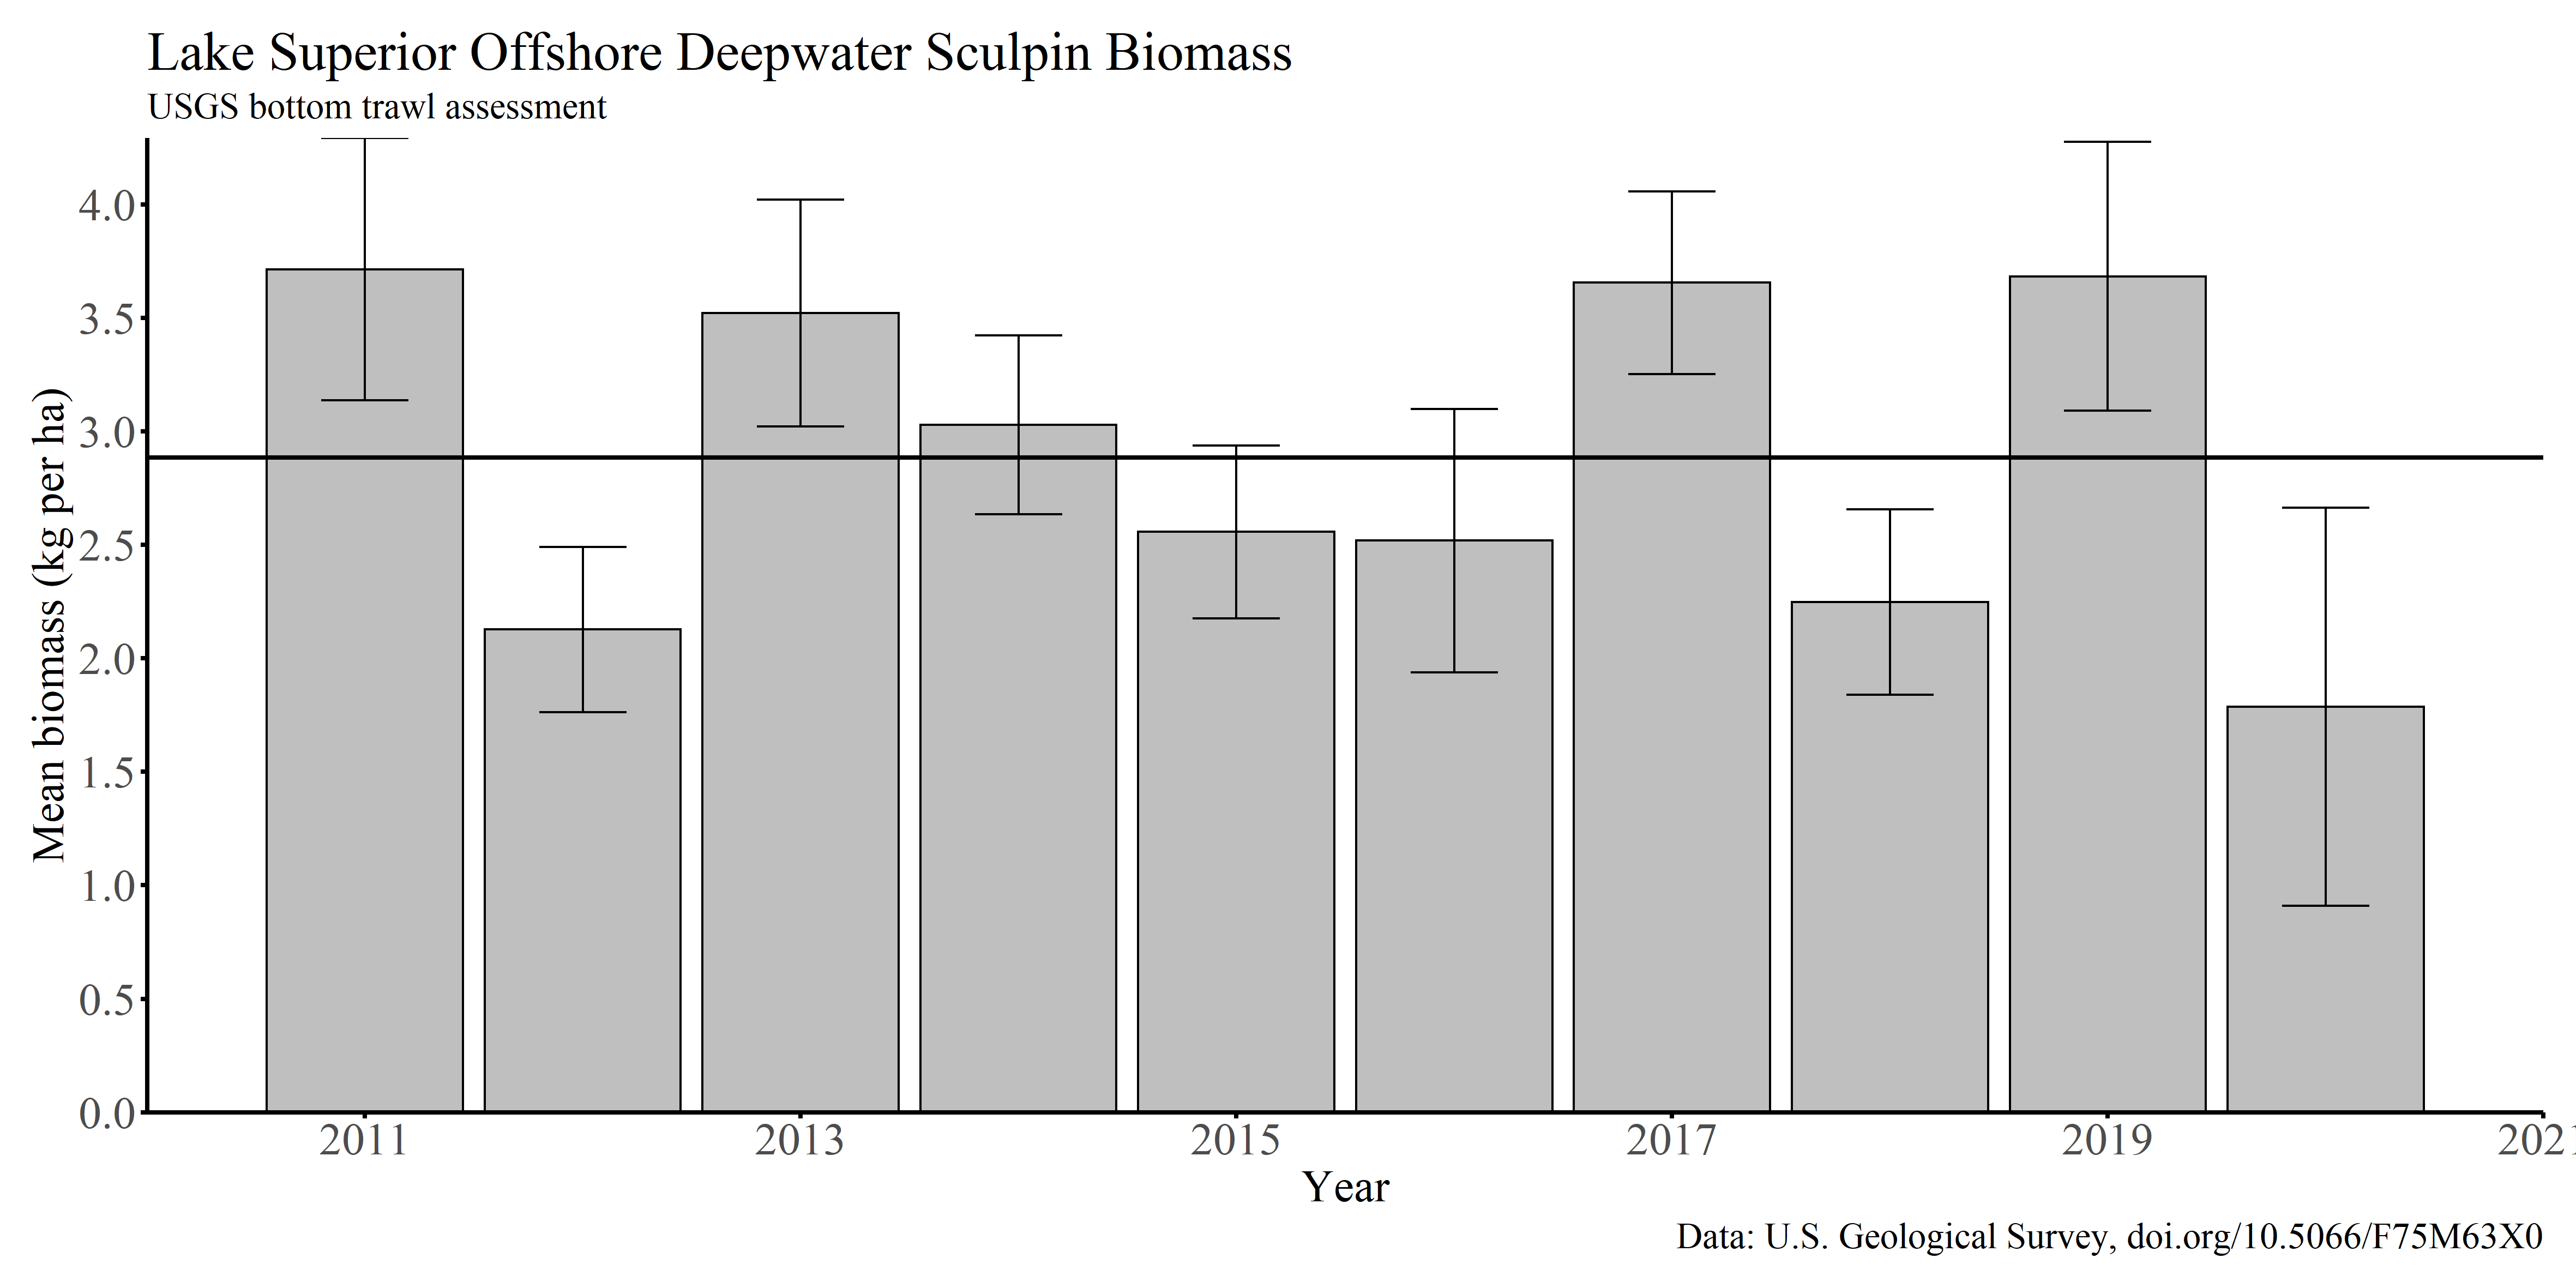 Lake Superior Offshore Deepwater Sculpin Biomass
USGS bottom trawl assessment
Mean biomass (kg per ha)
4.0
3.5
3.0
2.5
2.0
1.5
1.0
0.5
0.0
2011 2013 2015 2017 2019 2021
Year
Data: U.S. Geological Survey, doi.org/10.5066/F75M63X0